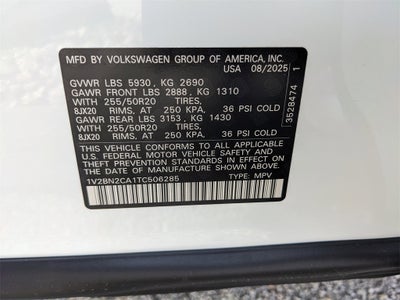 MFD BY VOLKSWAGEN GROUP OF AMERICA, INC.
USA 08/2025
GVWR LBS 5930 , KG 2690
GAWR FRONT LBS 2888 , KG 1310
WITH 255/50R20 TIRES,
8JX20 RIMS, AT 250 KPA, 36 PSI COLD
GAWR REAR LBS 3153 , KG 1430
WITH 255/50R20 TIRES,
8JX20 RIMS, AT 250 KPA, 36 PSI COLD
THIS VEHICLE CONFORMS TO ALL APPLICABLE
U.S. FEDERAL MOTOR VEHICLE SAFETY AND
THEFT PREVENTION STANDARDS IN EFFECT ON THE
DATE OF MANUFACTURE SHOWN ABOVE.
1V2BN2CA1TC506285 TYPE: MPV
3528474 1